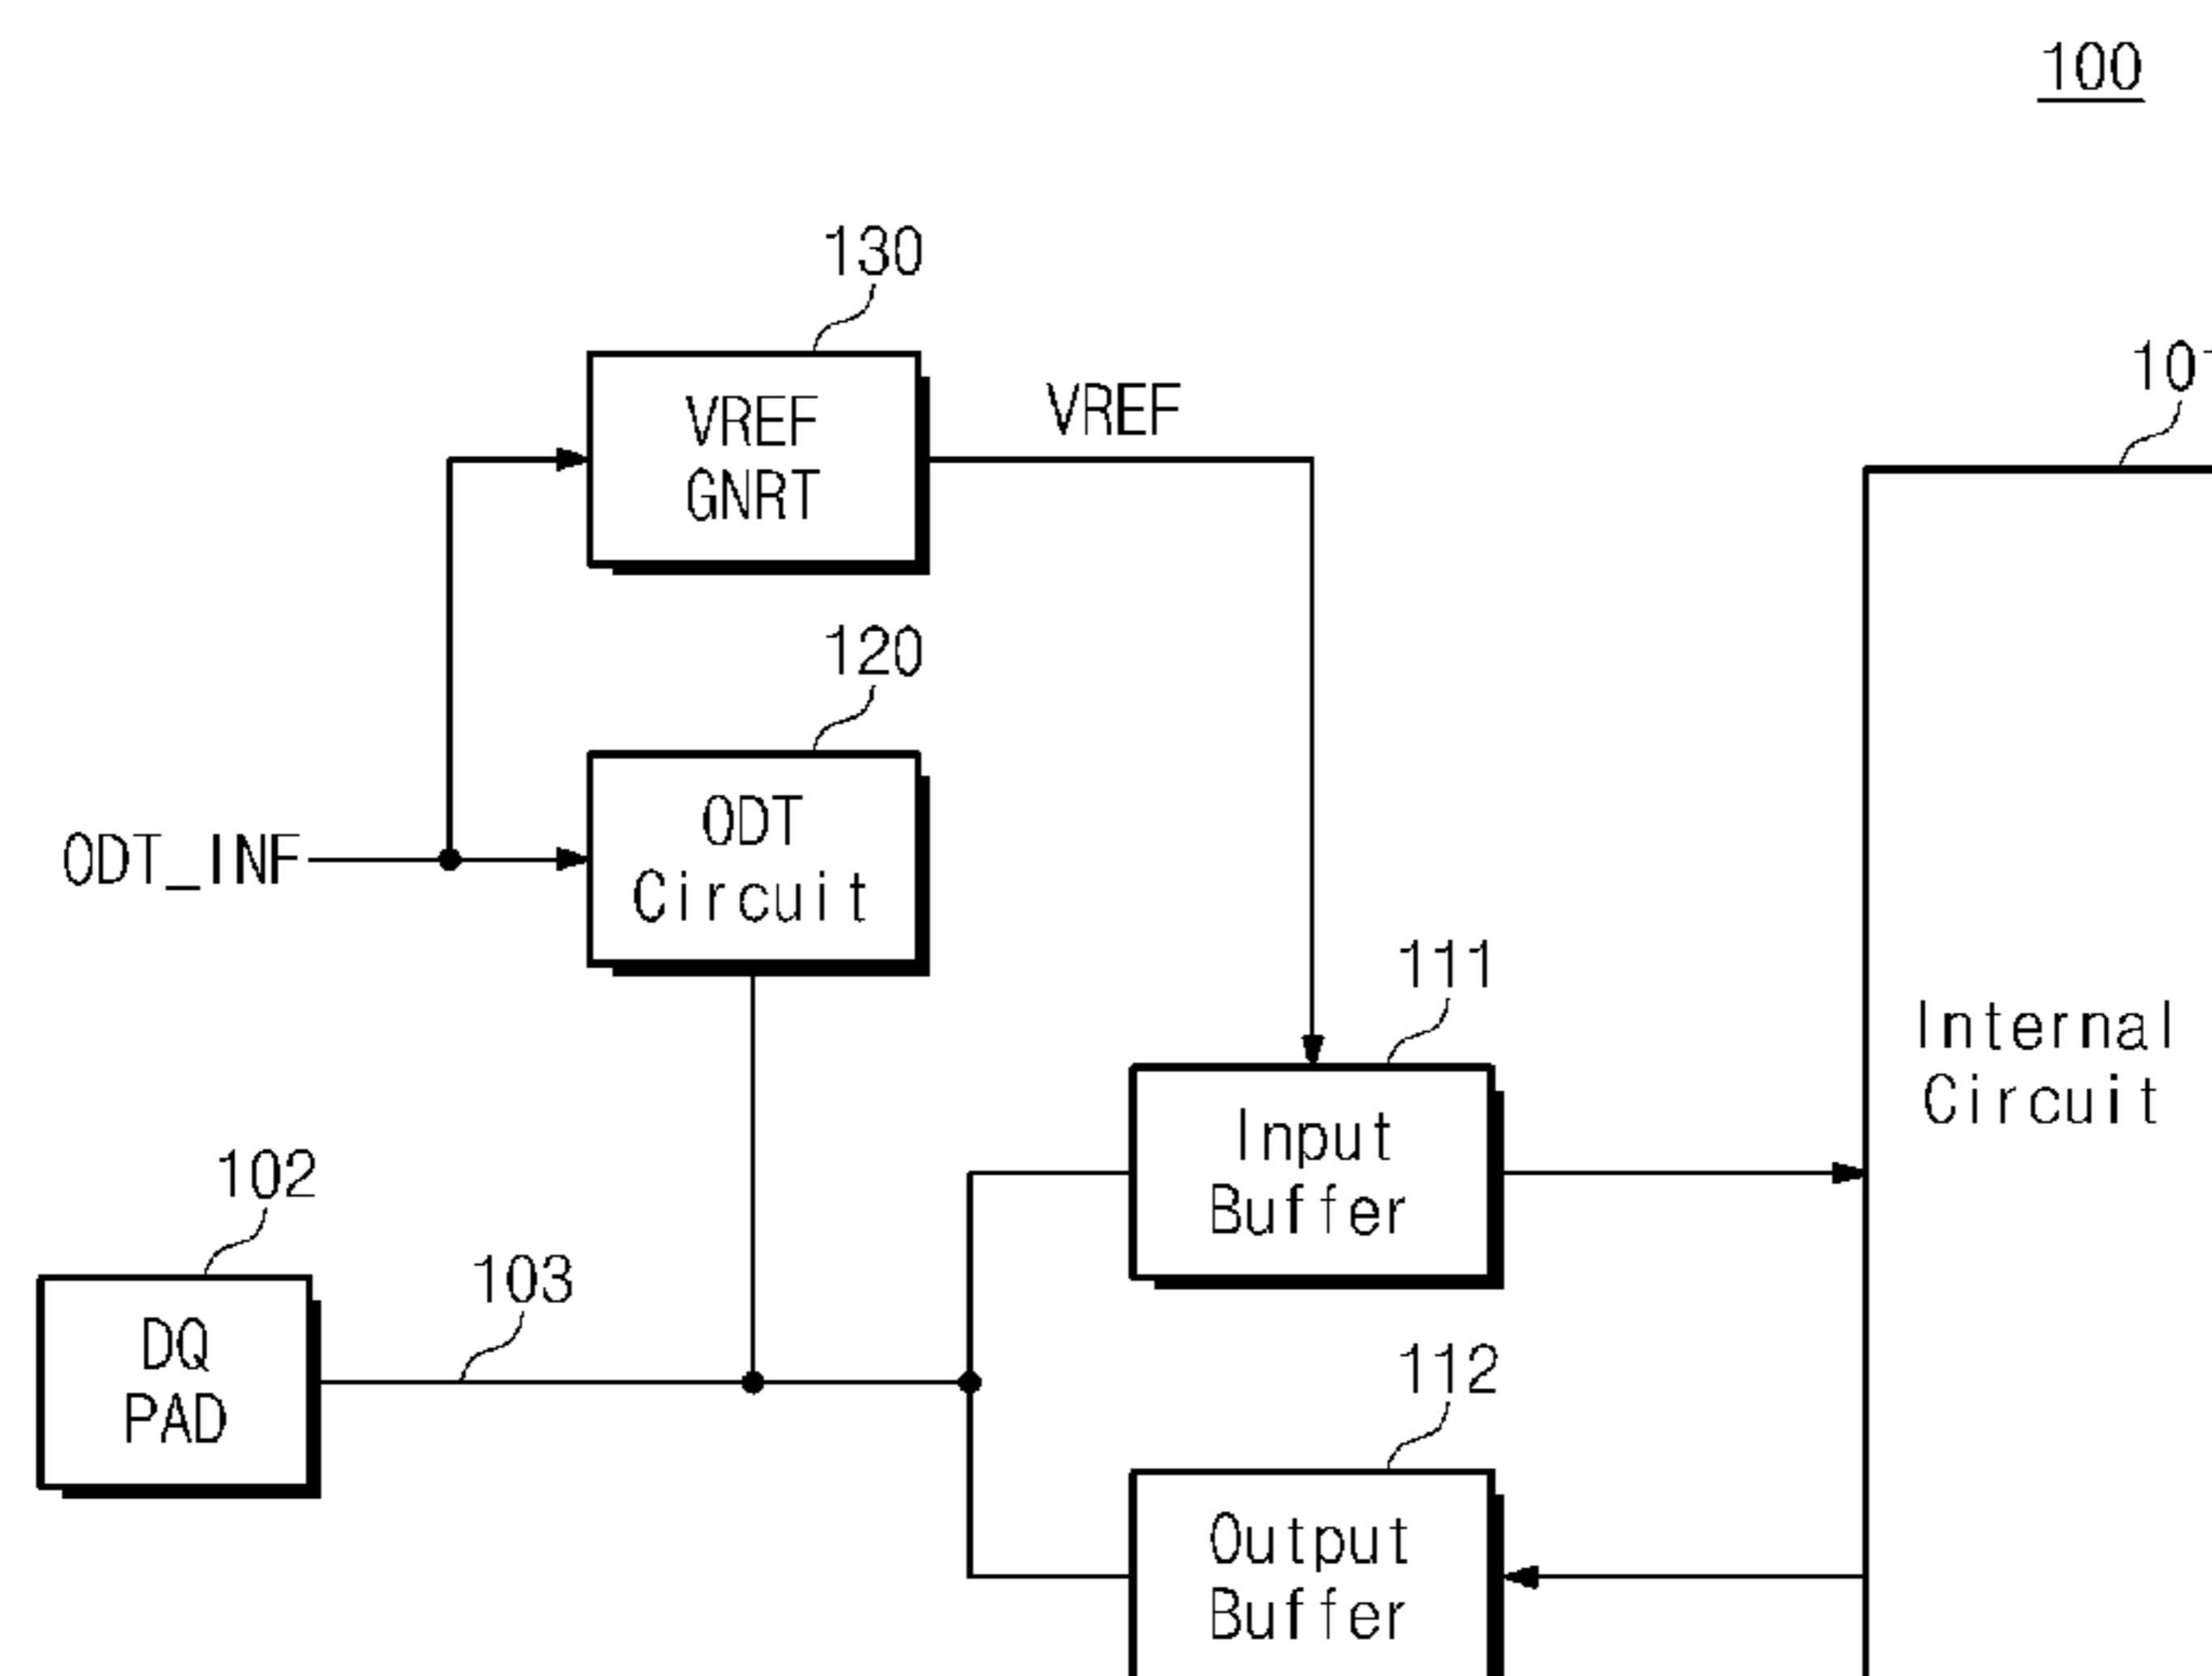 100
130
VREF
GNRT
VREF
101
120
ODT
Circuit
ODT_INF
111
Internal
Circuit
Input
Buffer
102
103
DQ
PAD
112
Output
Buffer